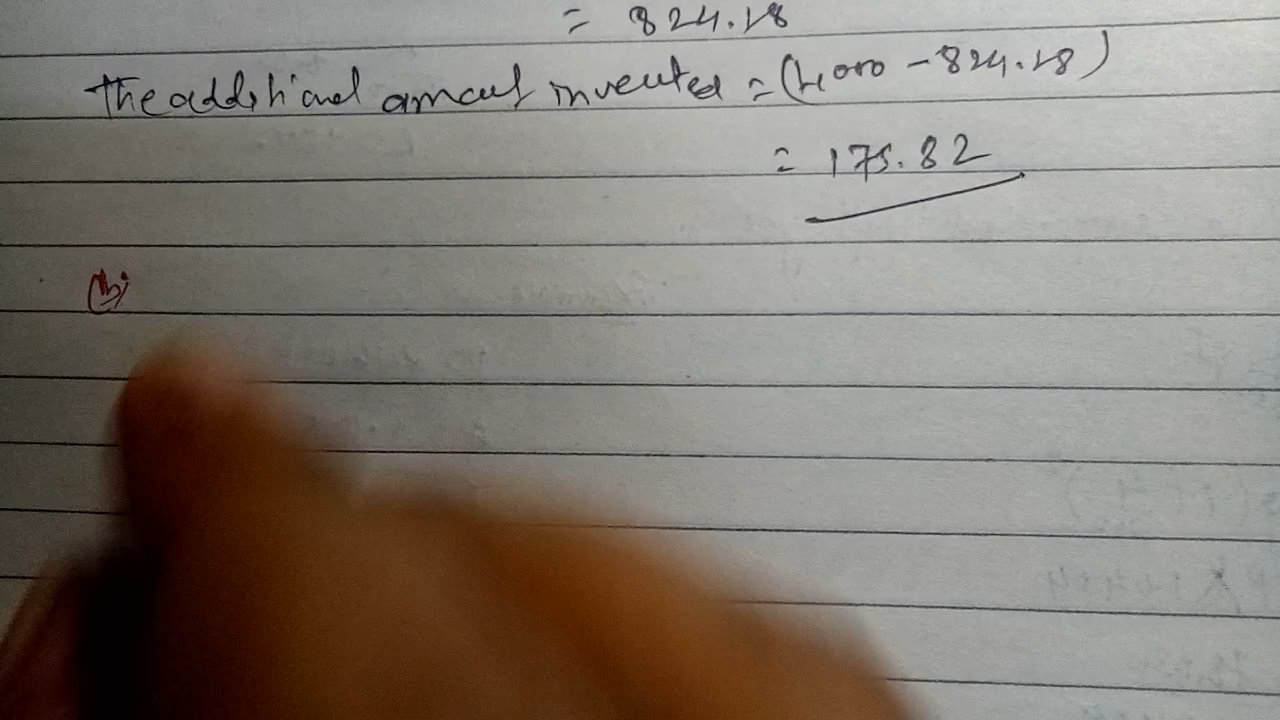 = 824.18
The additional amount invested = (1000 - 824.18)
= 175.82
(b)